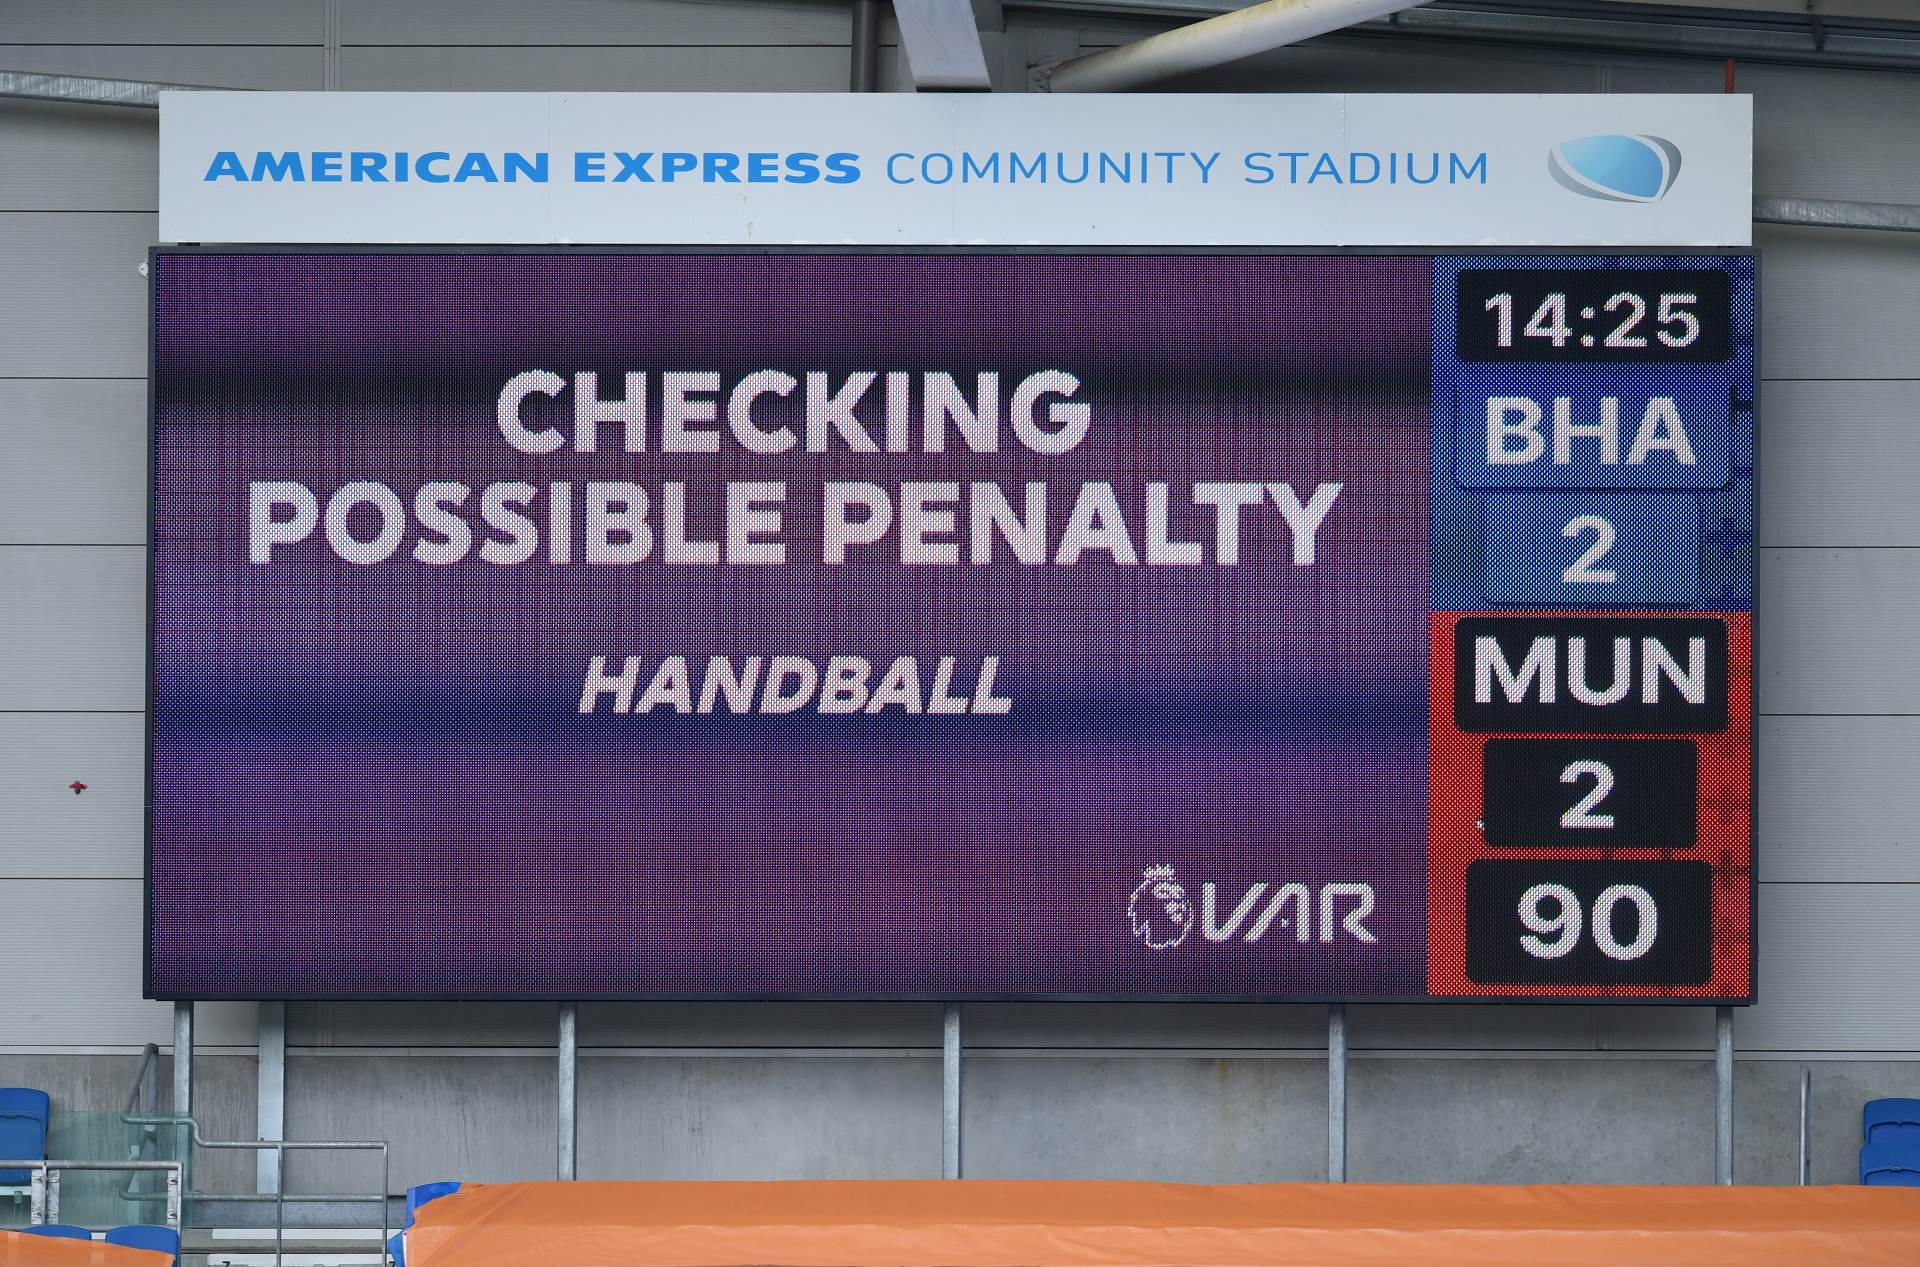 AMERICAN EXPRESS COMMUNITY STADIUM
CHECKING
POSSIBLE PENALTY
HANDBALL
VAR
14:25
BHA
2
MUN
2
90